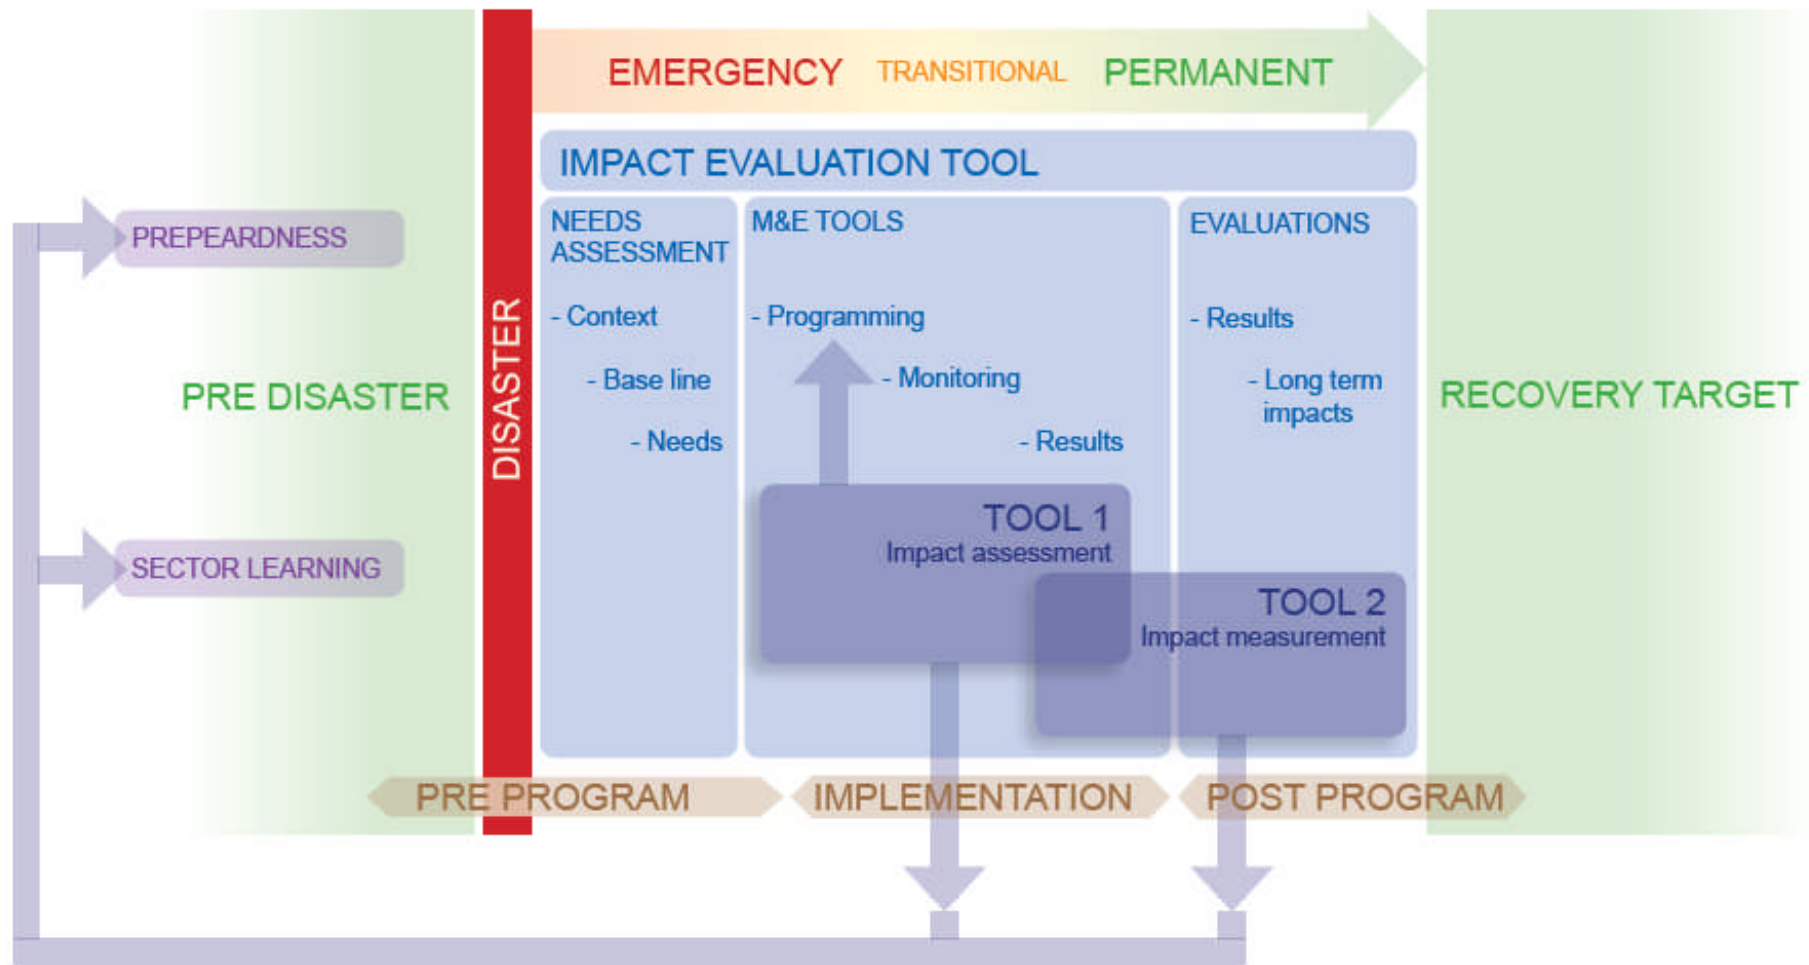 EMERGENCY TRANSITIONAL PERMANENT
IMPACT EVALUATION TOOL
NEEDS
ASSESSMENT
- Context
- Base line
- Needs
M&E TOOLS
- Programming
- Monitoring
- Results
EVALUATIONS
- Results
- Long term
impacts
PREPEARDNESS
SECTOR LEARNING
PRE DISASTER
DISASTER
RECOVERY TARGET
TOOL 1
Impact assessment
TOOL 2
Impact measurement
PRE PROGRAM
IMPLEMENTATION
POST PROGRAM